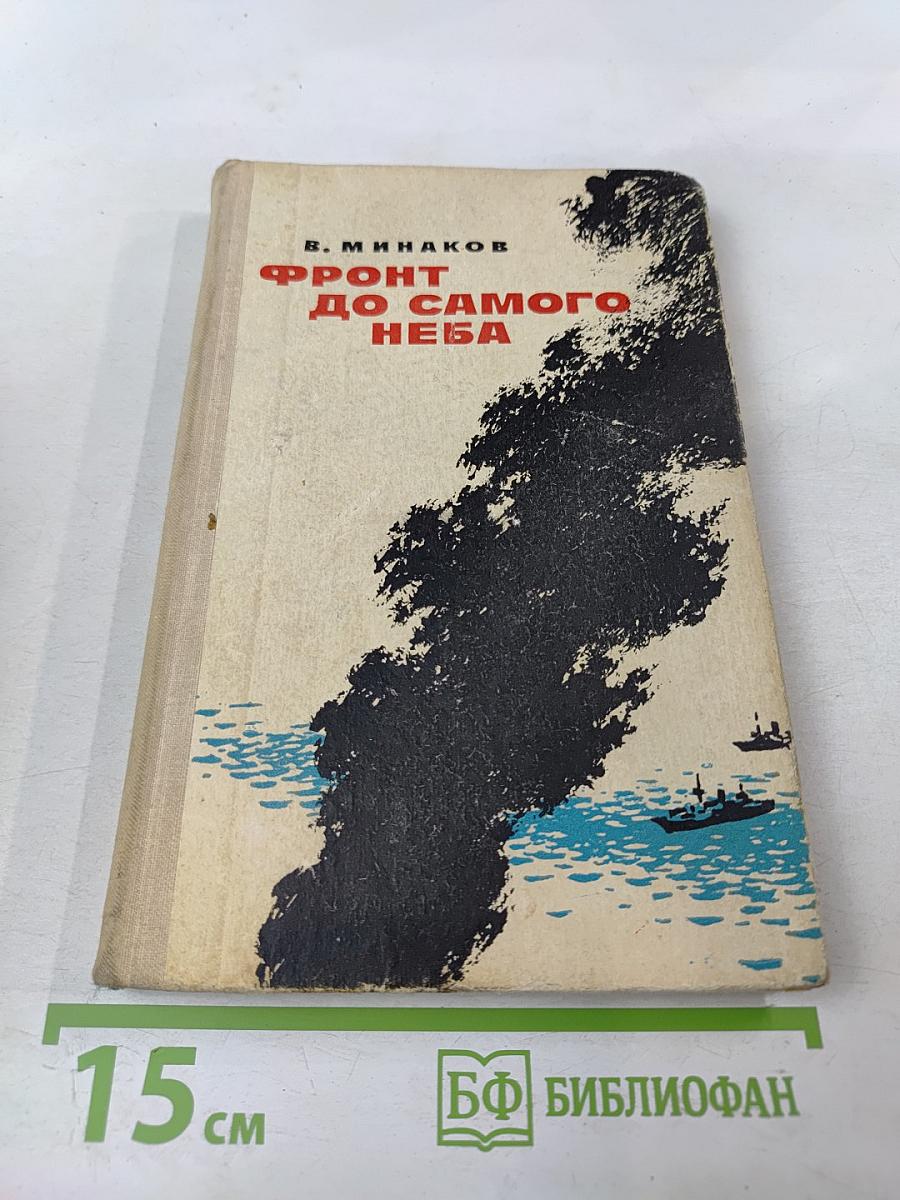 В. МИНАКОВ
ФРОНТ
ДО САМОГО
НЕБА
15 см
БФ БИБЛИОФАН